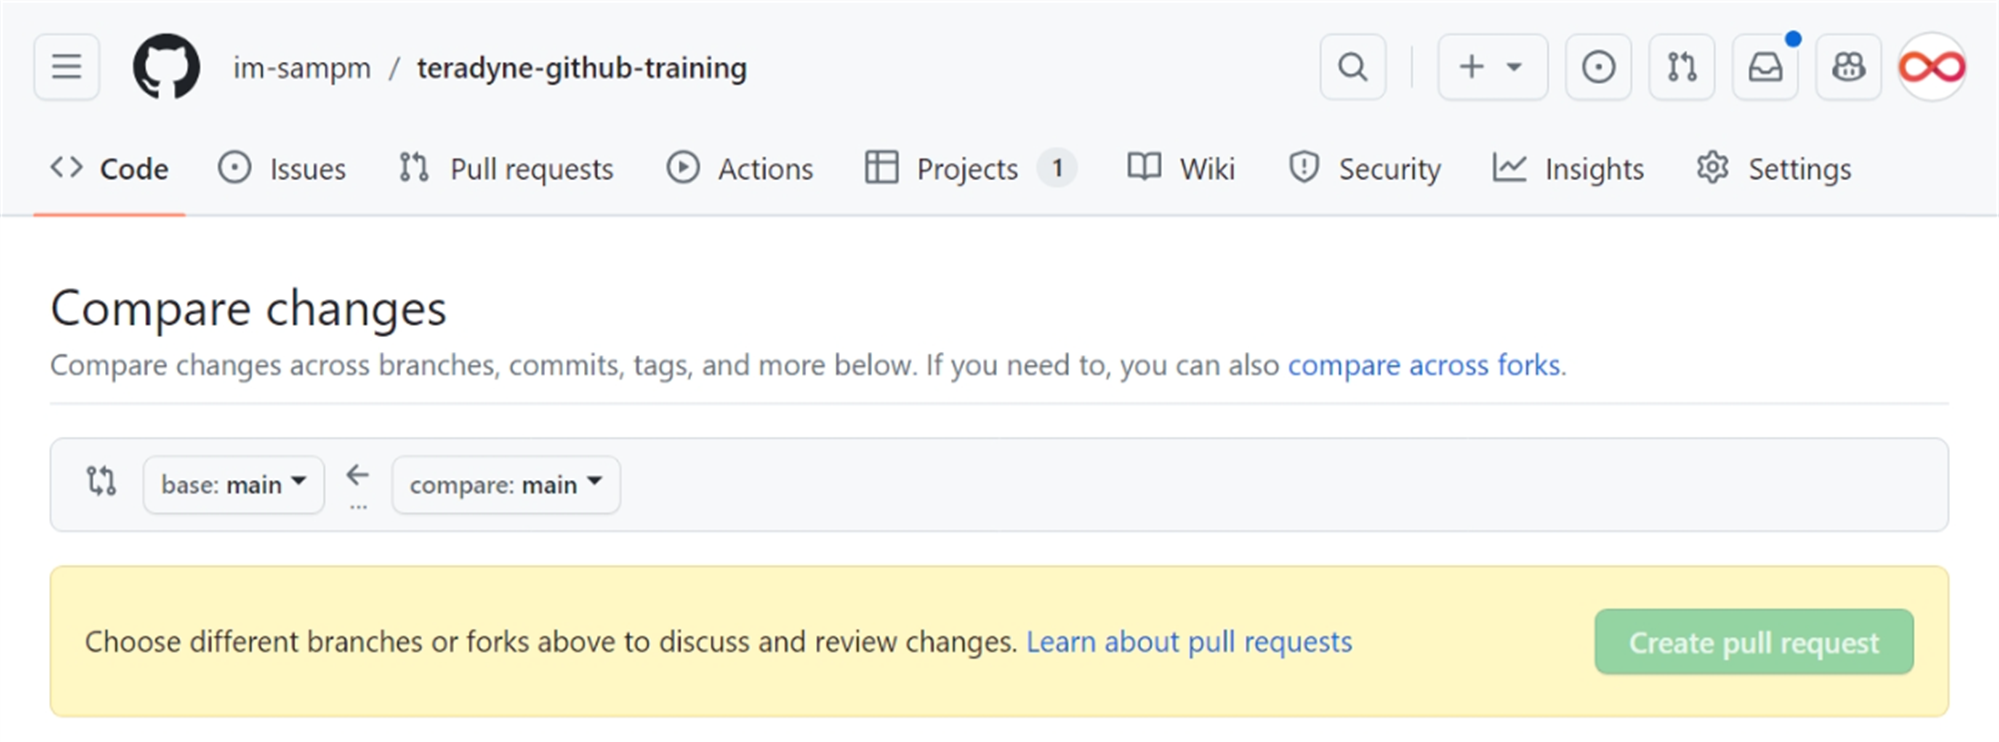 im-sampm / teradyne-github-training
Code Issues Pull requests Actions Projects 1 Wiki Security Insights Settings
Compare changes
Compare changes across branches, commits, tags, and more below. If you need to, you can also compare across forks.
base: main ← ... compare: main
Choose different branches or forks above to discuss and review changes. Learn about pull requests Create pull request